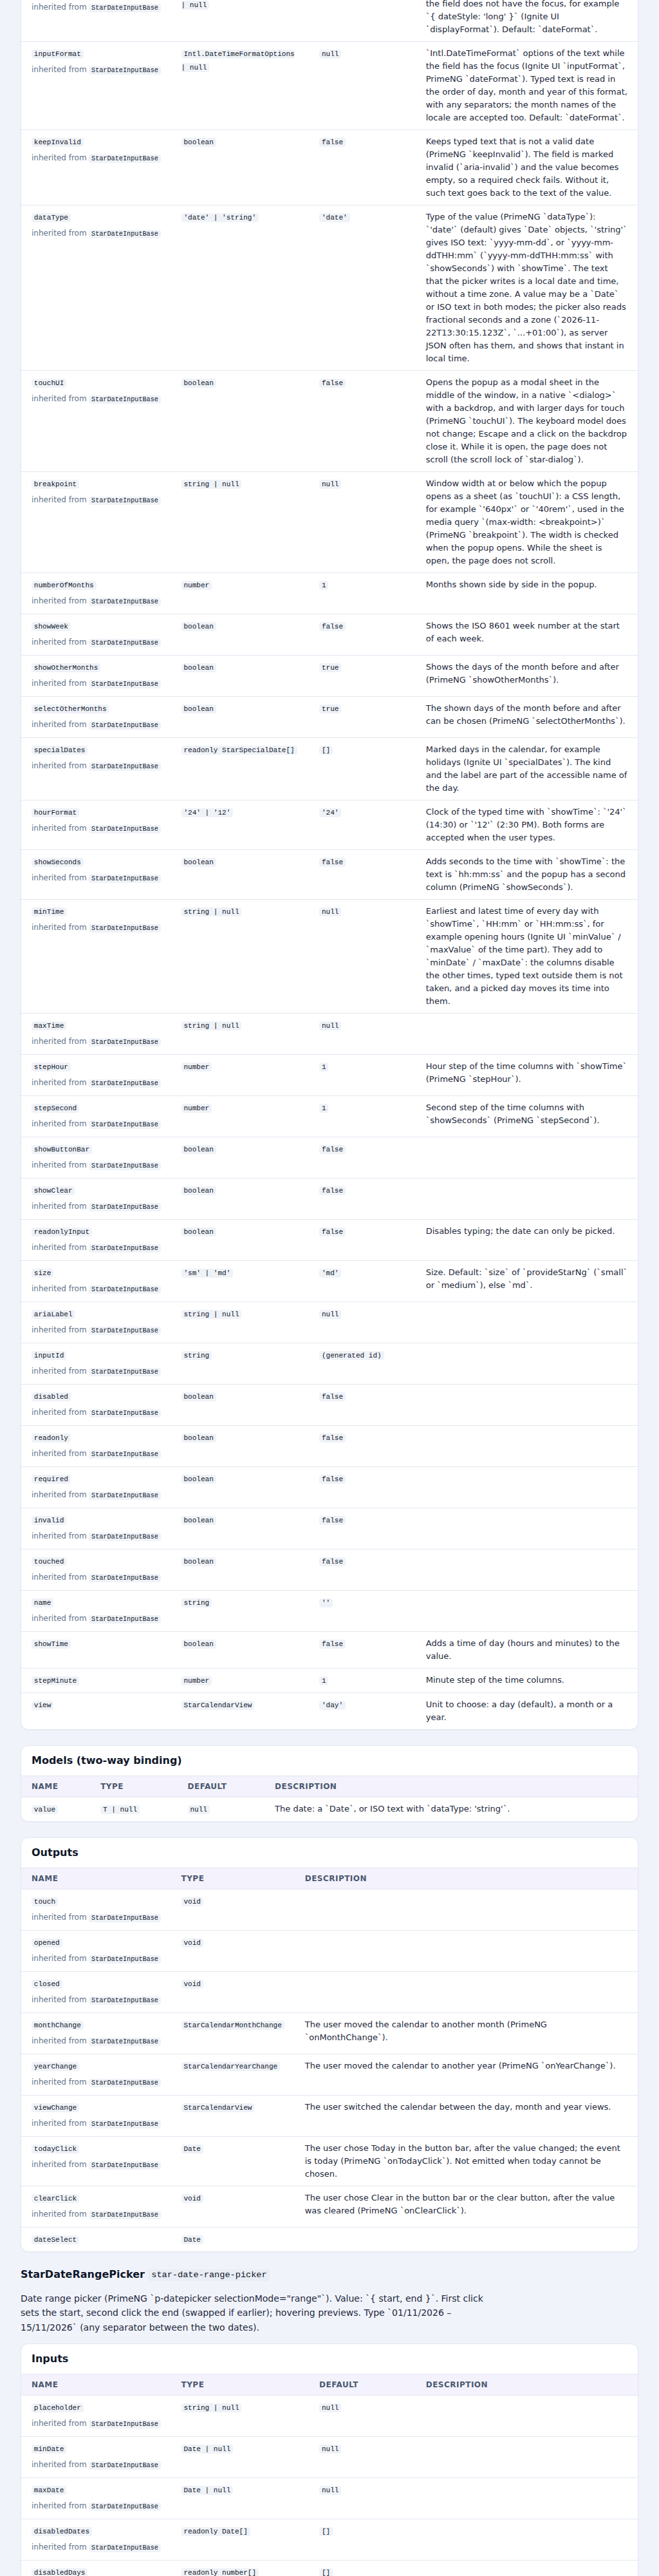 inherited from StarDateInputBase | null the field does not have the focus, for example
`{ dateStyle: 'long' }` (Ignite UI
`displayFormat`). Default: `dateFormat`.
inputFormat Intl.DateTimeFormatOptions null `Intl.DateTimeFormat` options of the text while
inherited from StarDateInputBase | null the field has the focus (Ignite UI `inputFormat`,
PrimeNG `dateFormat`). Typed text is read in
the order of day, month and year of this format,
with any separators; the month names of the
locale are accepted too. Default: `dateFormat`.
keepInvalid boolean false Keeps typed text that is not a valid date
inherited from StarDateInputBase (PrimeNG `keepInvalid`). The field is marked
invalid (`aria-invalid`) and the value becomes
empty, so a required check fails. Without it,
such text goes back to the text of the value.
dataType 'date' | 'string' 'date' Type of the value (PrimeNG `dataType`):
inherited from StarDateInputBase `'date'` (default) gives `Date` objects, `'string'`
gives ISO text: `yyyy-mm-dd`, or `yyyy-mm-
ddTHH:mm` (`yyyy-mm-ddTHH:mm:ss` with
`showSeconds`) with `showTime`. The text
that the picker writes is a local date and time,
without a time zone. A value may be a `Date`
or ISO text in both modes; the picker also reads
fractional seconds and a zone (`2026-11-
22T13:30:15.123Z`, `…+01:00`), as server
JSON often has them, and shows that instant in
local time.
touchUI boolean false Opens the popup as a modal sheet in the
inherited from StarDateInputBase middle of the window, in a native `<dialog>`
with a backdrop, and with larger days for touch
(PrimeNG `touchUI`). The keyboard model does
not change; Escape and a click on the backdrop
close it. While it is open, the page does not
scroll (the scroll lock of `star-dialog`).
breakpoint string | null null Window width at or below which the popup
inherited from StarDateInputBase opens as a sheet (as `touchUI`): a CSS length,
for example `'640px'` or `'40rem'`, used in the
media query `(max-width: <breakpoint>)`
(PrimeNG `breakpoint`). The width is checked
when the popup opens. While the sheet is
open, the page does not scroll.
numberOfMonths number 1 Months shown side by side in the popup.
inherited from StarDateInputBase
showWeek boolean false Shows the ISO 8601 week number at the start
inherited from StarDateInputBase of each week.
showOtherMonths boolean true Shows the days of the month before and after
inherited from StarDateInputBase (PrimeNG `showOtherMonths`).
selectOtherMonths boolean true The shown days of the month before and after
inherited from StarDateInputBase can be chosen (PrimeNG `selectOtherMonths`).
specialDates readonly StarSpecialDate[] [] Marked days in the calendar, for example
inherited from StarDateInputBase holidays (Ignite UI `specialDates`). The kind
and the label are part of the accessible name of
the day.
hourFormat '24' | '12' '24' Clock of the typed time with `showTime`: `'24'`
inherited from StarDateInputBase (14:30) or `'12'` (2:30 PM). Both forms are
accepted when the user types.
showSeconds boolean false Adds seconds to the time with `showTime`: the
inherited from StarDateInputBase text is `hh:mm:ss` and the popup has a second
column (PrimeNG `showSeconds`).
minTime string | null null Earliest and latest time of every day with
inherited from StarDateInputBase `showTime`, `HH:mm` or `HH:mm:ss`, for
example opening hours (Ignite UI `minValue` /
`maxValue` of the time part). They add to
`minDate` / `maxDate`: the columns disable
the other times, typed text outside them is not
taken, and a picked day moves its time into
them.
maxTime string | null null
inherited from StarDateInputBase
stepHour number 1 Hour step of the time columns with `showTime`
inherited from StarDateInputBase (PrimeNG `stepHour`).
stepSecond number 1 Second step of the time columns with
inherited from StarDateInputBase `showSeconds` (PrimeNG `stepSecond`).
showButtonBar boolean false
inherited from StarDateInputBase
showClear boolean false
inherited from StarDateInputBase
readonlyInput boolean false Disables typing; the date can only be picked.
inherited from StarDateInputBase
size 'sm' | 'md' 'md' Size. Default: `size` of `provideStarNg` (`small`
inherited from StarDateInputBase or `medium`), else `md`.
ariaLabel string | null null
inherited from StarDateInputBase
inputId string (generated id)
inherited from StarDateInputBase
disabled boolean false
inherited from StarDateInputBase
readonly boolean false
inherited from StarDateInputBase
required boolean false
inherited from StarDateInputBase
invalid boolean false
inherited from StarDateInputBase
touched boolean false
inherited from StarDateInputBase
name string ''
inherited from StarDateInputBase
showTime boolean false Adds a time of day (hours and minutes) to the
value.
stepMinute number 1 Minute step of the time columns.
view StarCalendarView 'day' Unit to choose: a day (default), a month or a
year.
Models (two-way binding)
NAME TYPE DEFAULT DESCRIPTION
value T | null null The date: a `Date`, or ISO text with `dataType: 'string'`.
Outputs
NAME TYPE DESCRIPTION
touch void
inherited from StarDateInputBase
opened void
inherited from StarDateInputBase
closed void
inherited from StarDateInputBase
monthChange StarCalendarMonthChange The user moved the calendar to another month (PrimeNG
inherited from StarDateInputBase `onMonthChange`).
yearChange StarCalendarYearChange The user moved the calendar to another year (PrimeNG `onYearChange`).
inherited from StarDateInputBase
viewChange StarCalendarView The user switched the calendar between the day, month and year views.
inherited from StarDateInputBase
todayClick Date The user chose Today in the button bar, after the value changed; the event
inherited from StarDateInputBase is today (PrimeNG `onTodayClick`). Not emitted when today cannot be
chosen.
clearClick void The user chose Clear in the button bar or the clear button, after the value
inherited from StarDateInputBase was cleared (PrimeNG `onClearClick`).
dateSelect Date
StarDateRangePicker star-date-range-picker
Date range picker (PrimeNG `p-datepicker selectionMode="range"`). Value: `{ start, end }`. First click
sets the start, second click the end (swapped if earlier); hovering previews. Type `01/11/2026 –
15/11/2026` (any separator between the two dates).
Inputs
NAME TYPE DEFAULT DESCRIPTION
placeholder string | null null
inherited from StarDateInputBase
minDate Date | null null
inherited from StarDateInputBase
maxDate Date | null null
inherited from StarDateInputBase
disabledDates readonly Date[] []
inherited from StarDateInputBase
disabledDays readonly number[] []